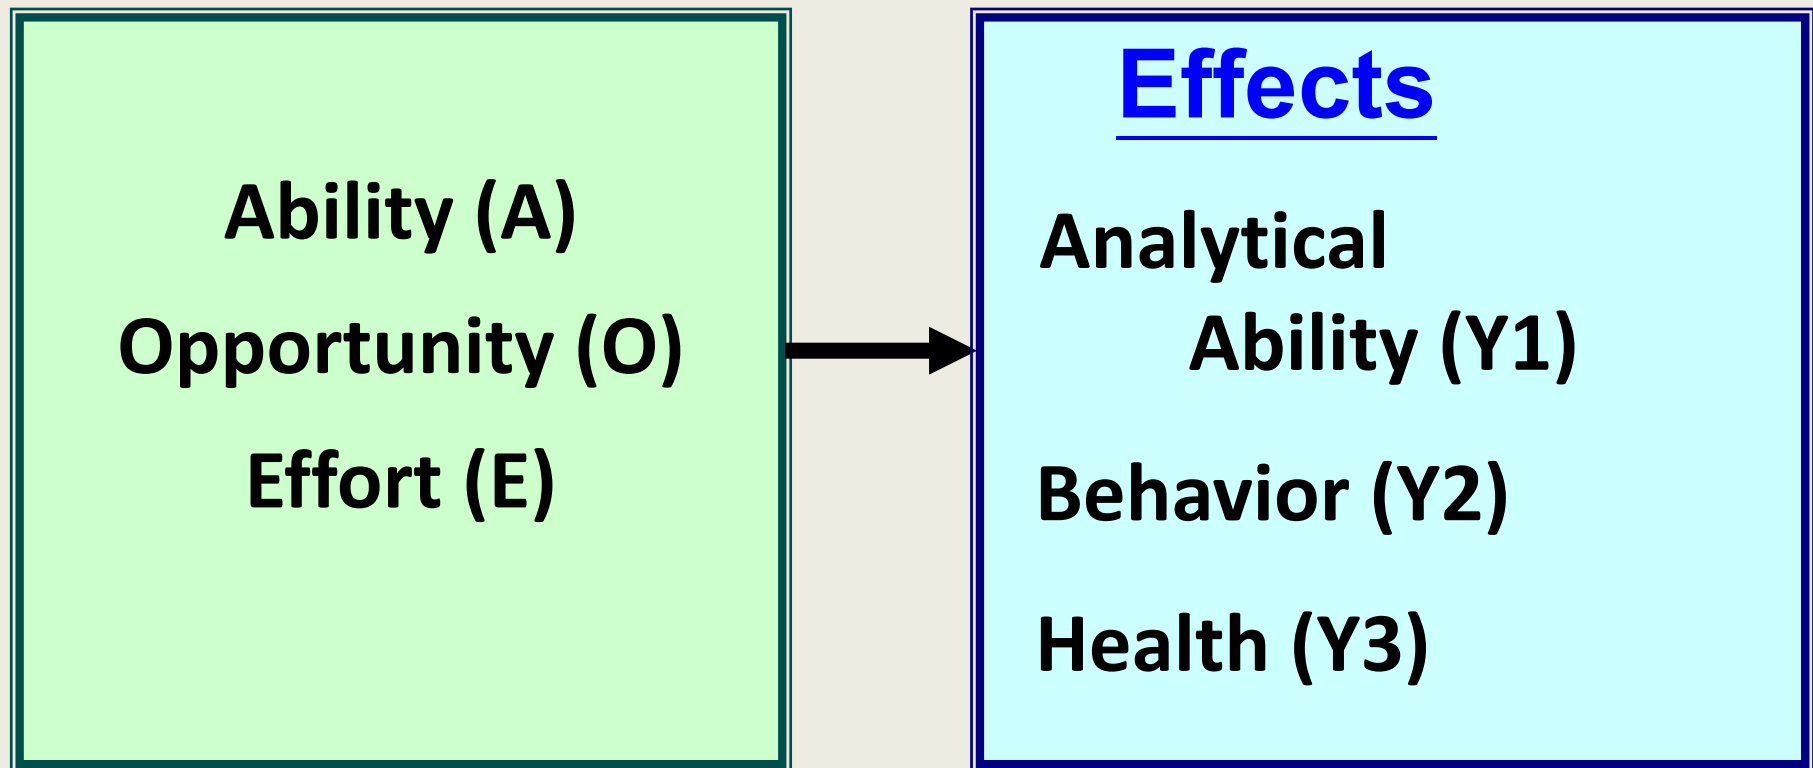 Ability (A)
Opportunity (O)
Effort (E)
Effects
Analytical
Ability (Y1)
Behavior (Y2)
Health (Y3)